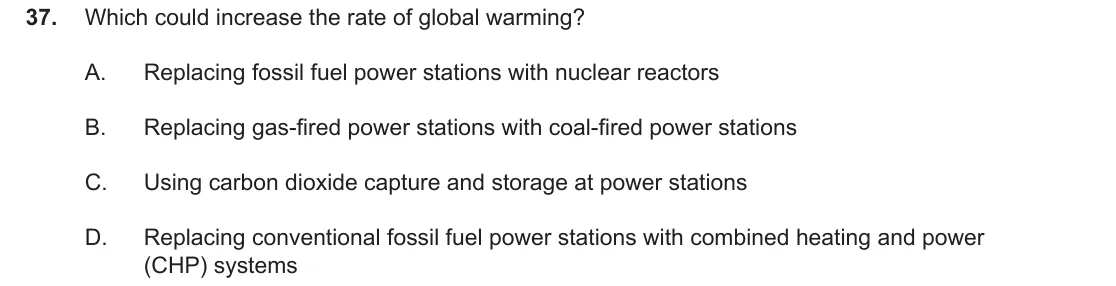 37. Which could increase the rate of global warming?
A. Replacing fossil fuel power stations with nuclear reactors
B. Replacing gas-fired power stations with coal-fired power stations
C. Using carbon dioxide capture and storage at power stations
D. Replacing conventional fossil fuel power stations with combined heating and power
(CHP) systems